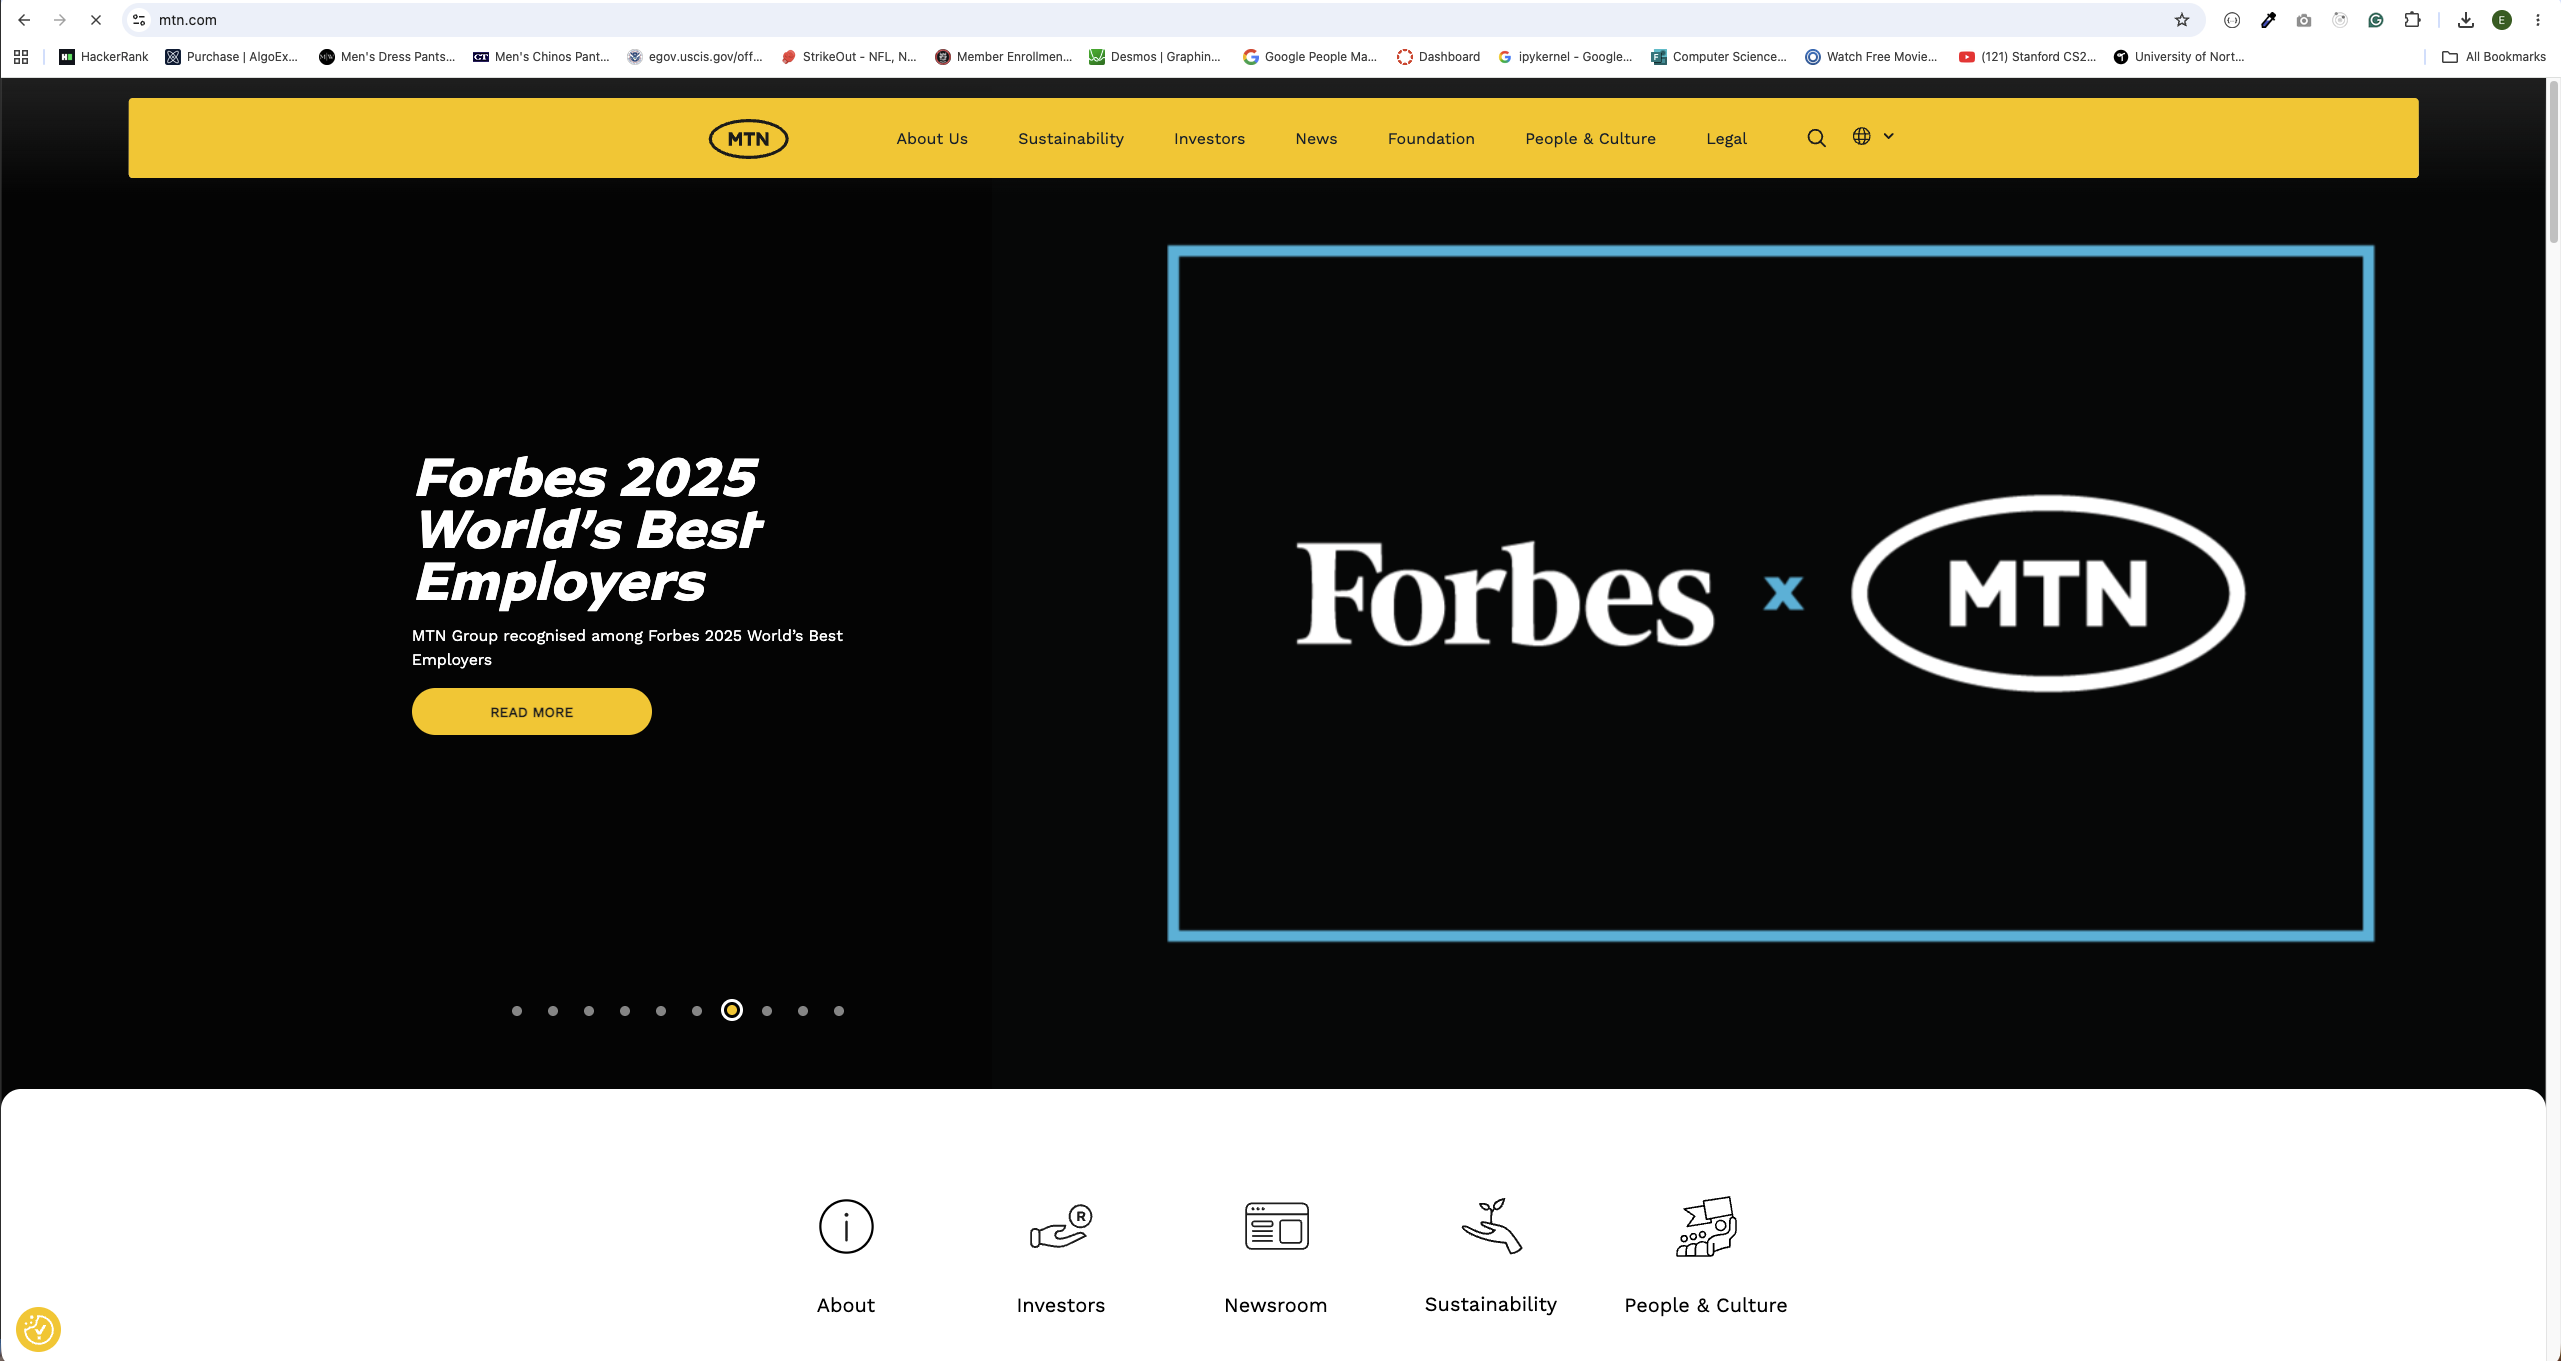 mtn.com
E
HackerRank
Purchase | AlgoEx...
Men's Dress Pants...
CT
Men's Chinos Pant...
egov.uscis.gov/off...
StrikeOut - NFL, N...
Member Enrollmen...
Desmos | Graphin...
Google People Ma...
Dashboard
ipykernel - Google...
Computer Science...
Watch Free Movie...
(121) Stanford CS2...
University of Nort...
All Bookmarks
MTN
About Us
Sustainability
Investors
News
Foundation
People & Culture
Legal
Forbes 2025
World's Best
Employers
MTN Group recognised among Forbes 2025 World's Best
Employers
READ MORE
Forbes x MTN
R
About
Investors
Newsroom
Sustainability
People & Culture